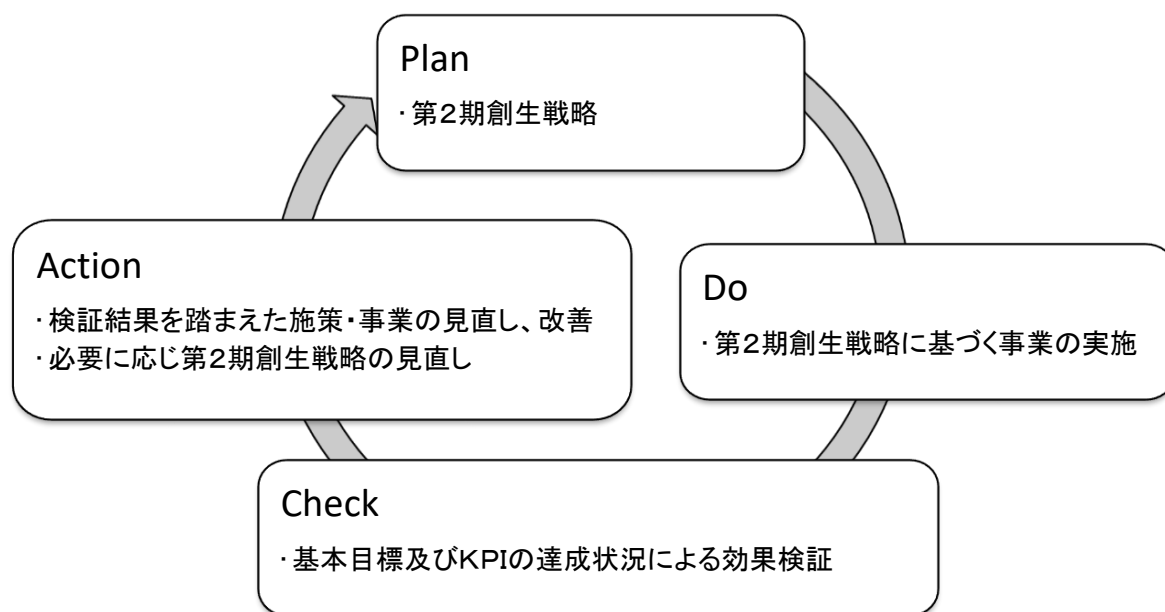 Plan
・第２期創生戦略
Action
・検証結果を踏まえた施策・事業の見直し、改善
・必要に応じ第２期創生戦略の見直し
Do
・第２期創生戦略に基づく事業の実施
Check
・基本目標及びKPIの達成状況による効果検証